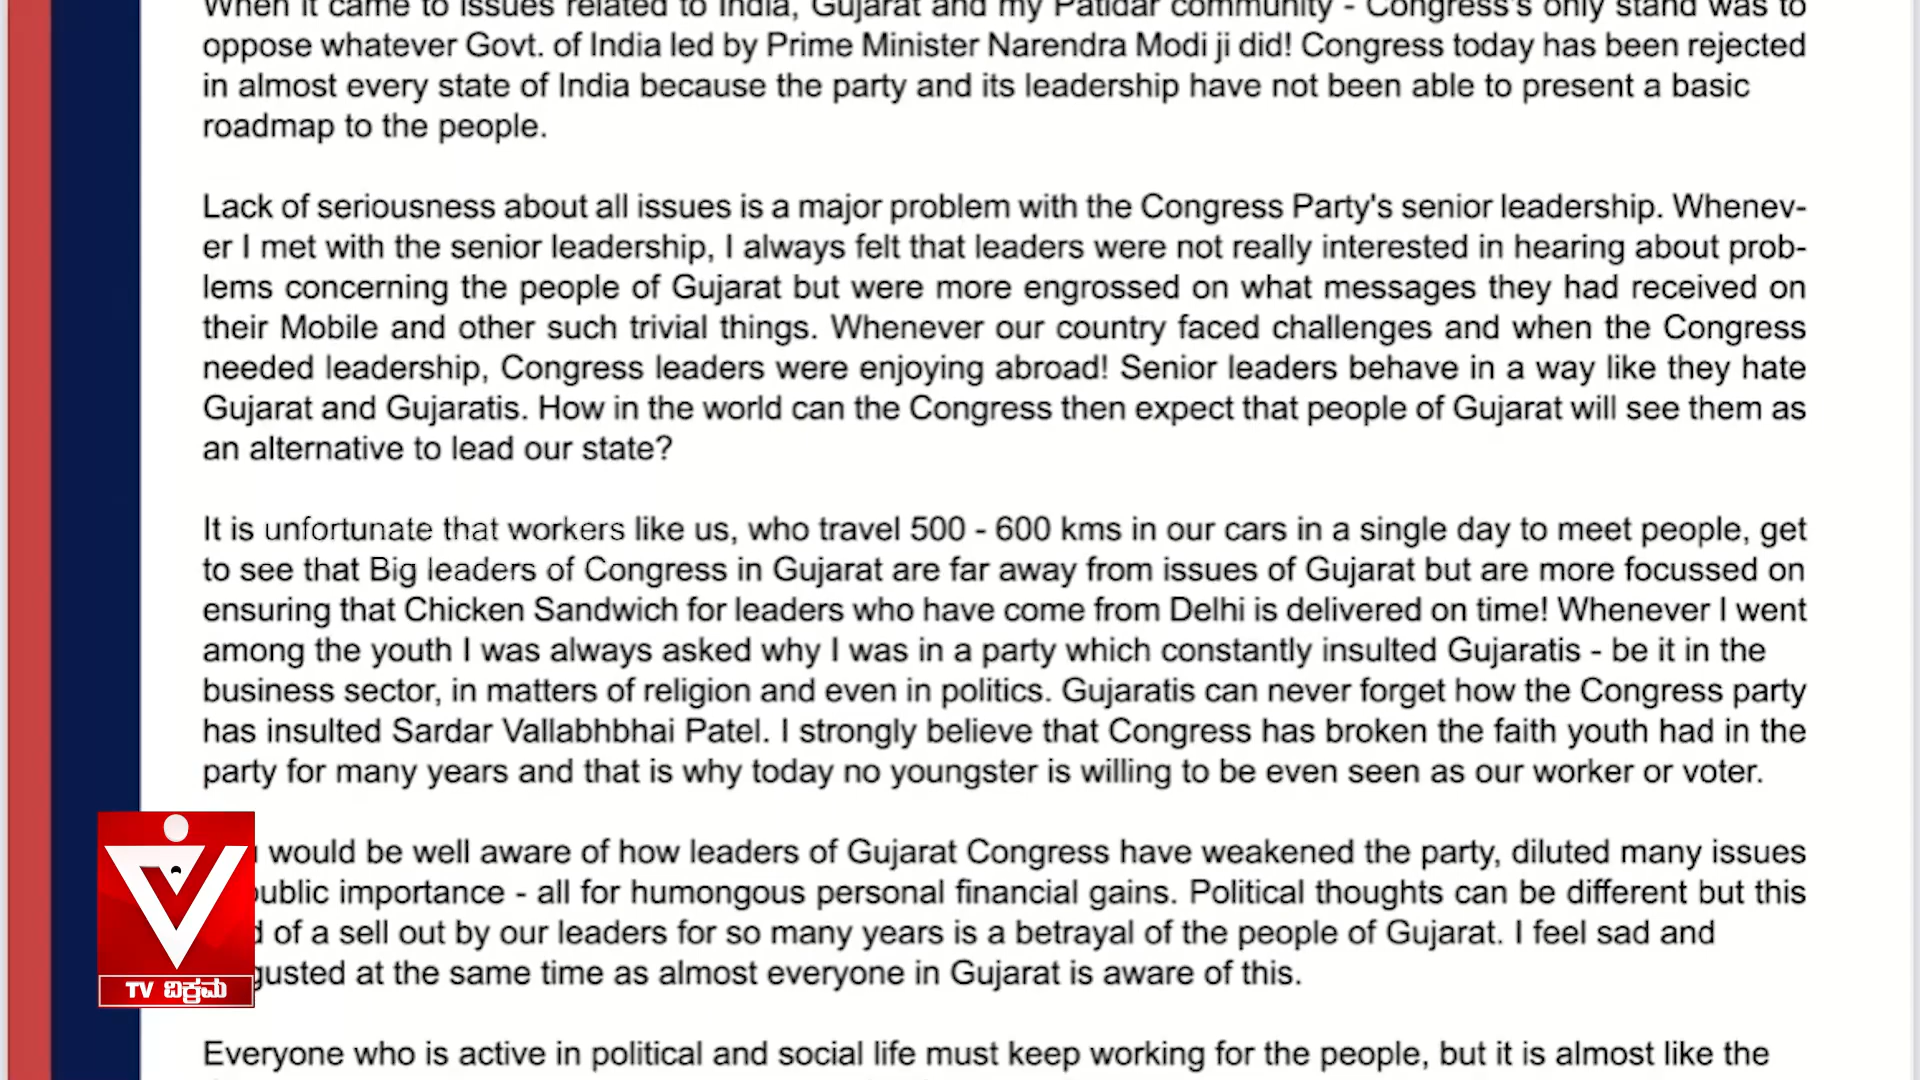 When it came to issues related to India, Gujarat and my Patidar community - Congress's only stand was to
oppose whatever Govt. of India led by Prime Minister Narendra Modi ji did! Congress today has been rejected
in almost every state of India because the party and its leadership have not been able to present a basic
roadmap to the people.
Lack of seriousness about all issues is a major problem with the Congress Party's senior leadership. Whenev-
er I met with the senior leadership, I always felt that leaders were not really interested in hearing about prob-
lems concerning the people of Gujarat but were more engrossed on what messages they had received on
their Mobile and other such trivial things. Whenever our country faced challenges and when the Congress
needed leadership, Congress leaders were enjoying abroad! Senior leaders behave in a way like they hate
Gujarat and Gujaratis. How in the world can the Congress then expect that people of Gujarat will see them as
an alternative to lead our state?
It is unfortunate that workers like us, who travel 500 - 600 kms in our cars in a single day to meet people, get
to see that Big leaders of Congress in Gujarat are far away from issues of Gujarat but are more focussed on
ensuring that Chicken Sandwich for leaders who have come from Delhi is delivered on time! Whenever I went
among the youth I was always asked why I was in a party which constantly insulted Gujaratis - be it in the
business sector, in matters of religion and even in politics. Gujaratis can never forget how the Congress party
has insulted Sardar Vallabhbhai Patel. I strongly believe that Congress has broken the faith youth had in the
party for many years and that is why today no youngster is willing to be even seen as our worker or voter.
would be well aware of how leaders of Gujarat Congress have weakened the party, diluted many issues
public importance - all for humongous personal financial gains. Political thoughts can be different but this
of a sell out by our leaders for so many years is a betrayal of the people of Gujarat. I feel sad and
gusted at the same time as almost everyone in Gujarat is aware of this.
Everyone who is active in political and social life must keep working for the people, but it is almost like the
TV ವಿಕ್ರಮ